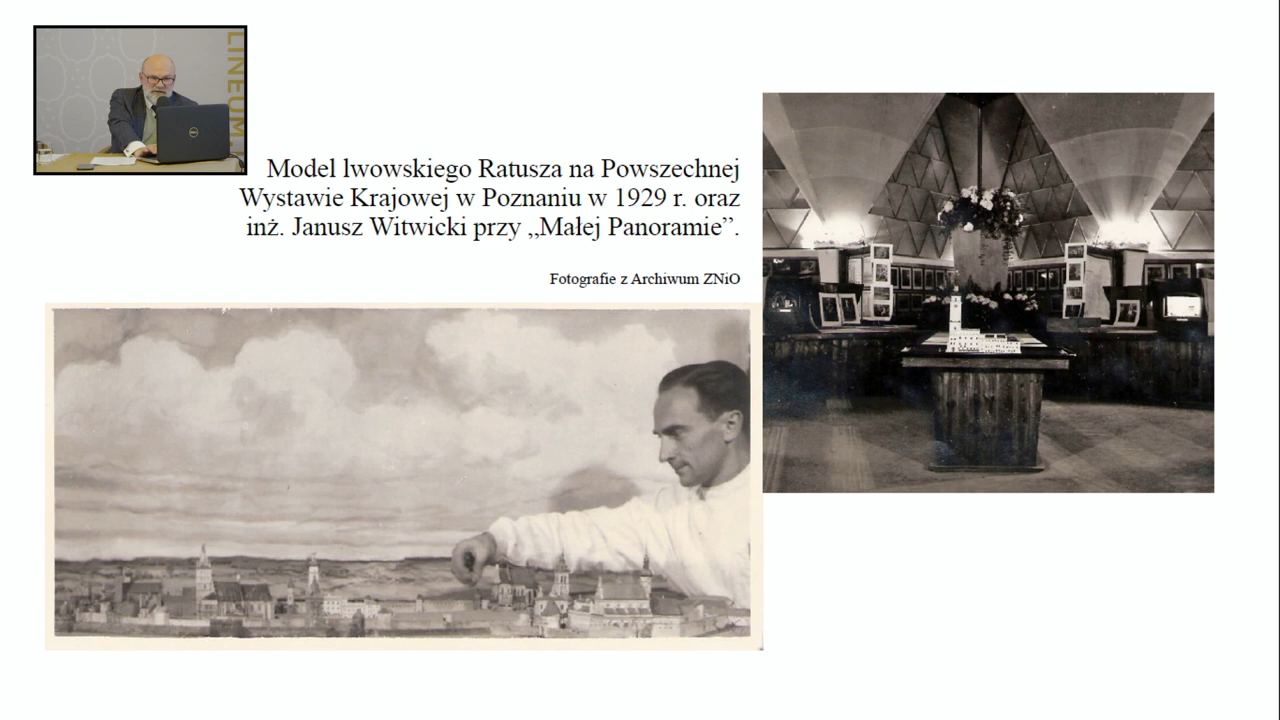 LINEUM
Model lwowskiego Ratusza na Powszechnej
Wystawie Krajowej w Poznaniu w 1929 r. oraz
inż. Janusz Witwicki przy „Małej Panoramie”.
Fotografie z Archiwum ZNiO